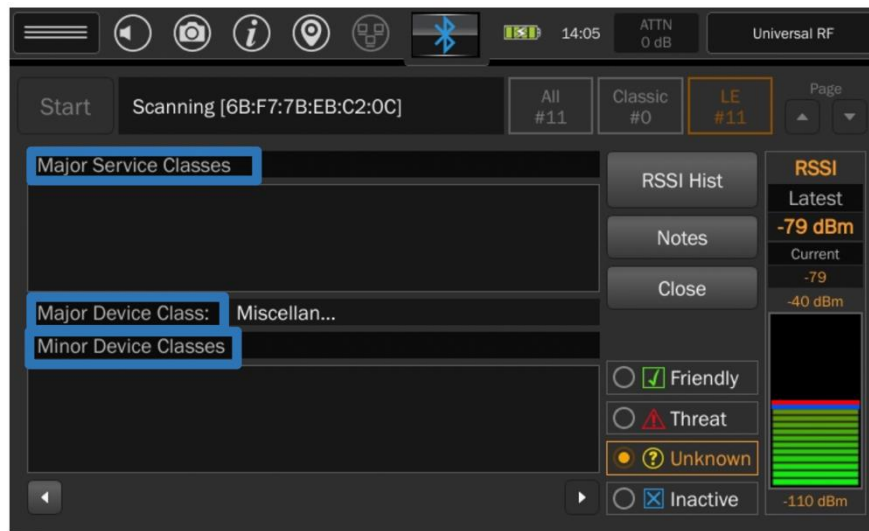 14:05
ATTN
0 dB
Universal RF
Start
Scanning [6B:F7:7B:EB:C2:0C]
All
#11
Classic
#0
LE
#11
Page
Major Service Classes
Major Device Class: Miscellan...
Minor Device Classes
RSSI Hist
Notes
Close
Friendly
Threat
Unknown
Inactive
RSSI
Latest
-79 dBm
Current
-79
-40 dBm
-110 dBm